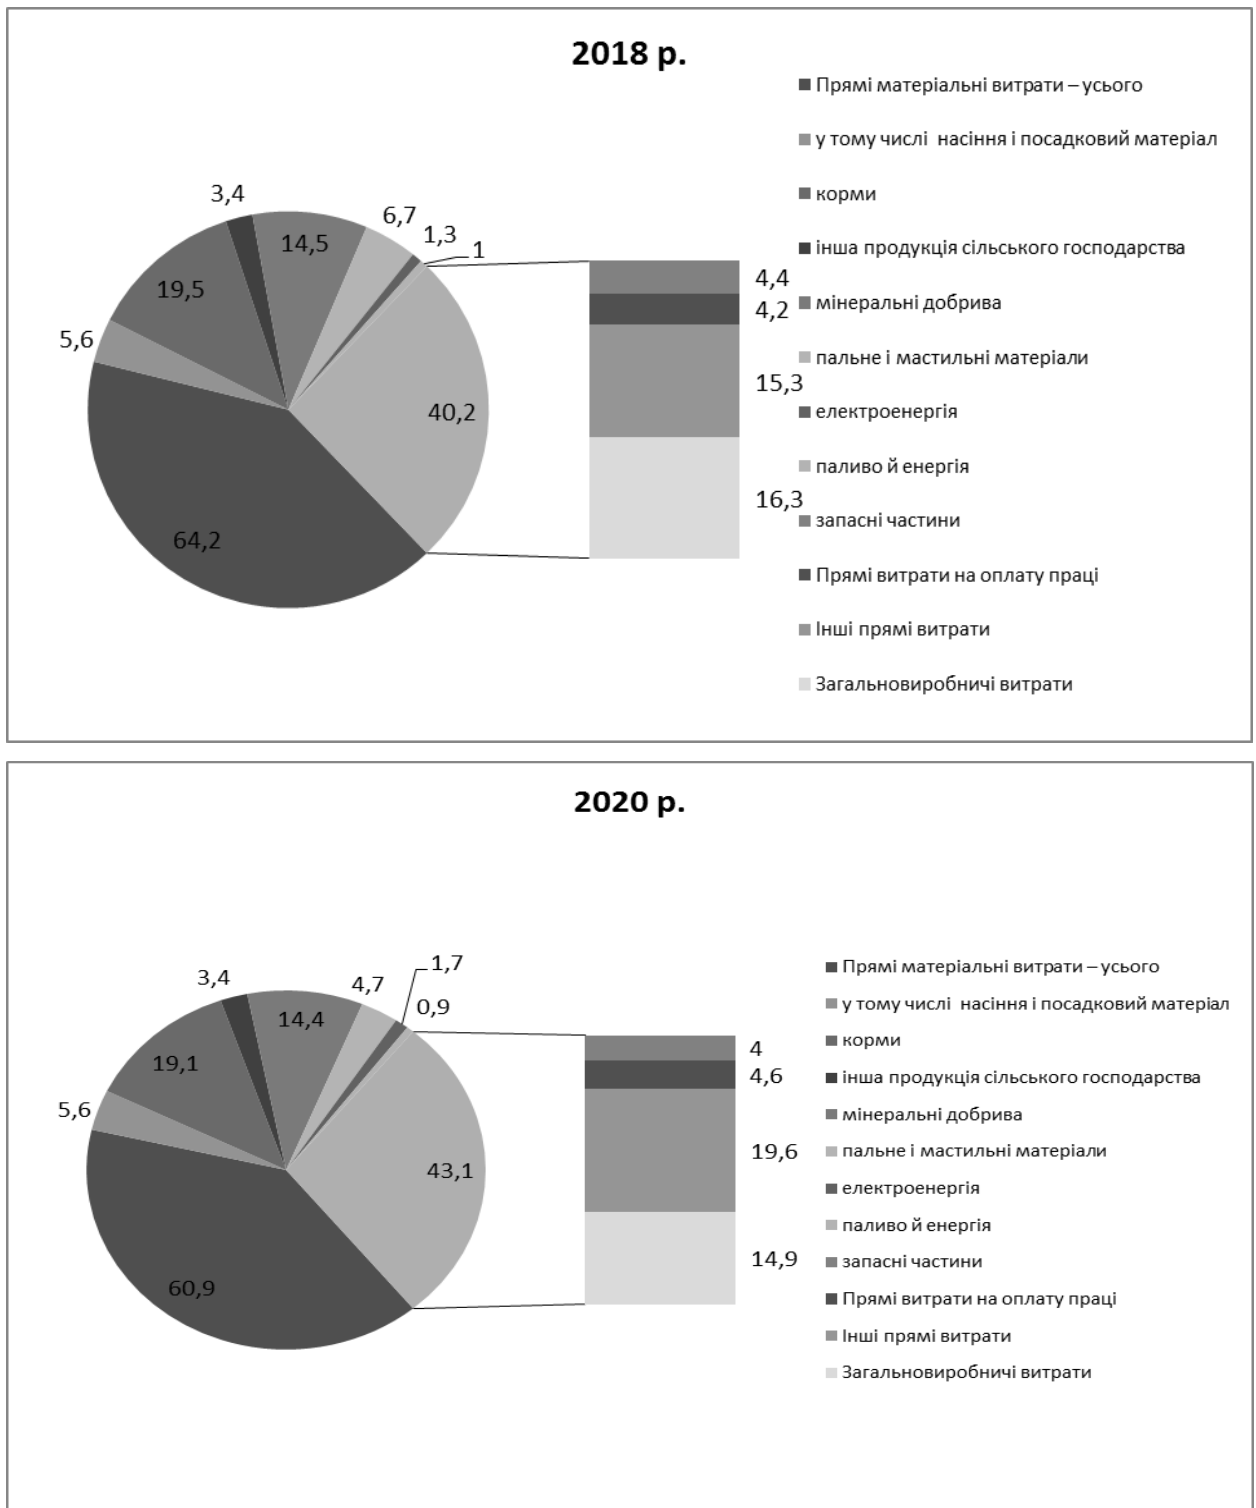 2018 р.
Прямі матеріальні витрати – усього
у тому числі насіння і посадковий матеріал
корми
інша продукція сільського господарства
мінеральні добрива
пальне і мастильні матеріали
електроенергія
паливо й енергія
запасні частини
Прямі витрати на оплату праці
Інші прямі витрати
Загальновиробничі витрати
3,4
14,5
6,7
1,3
1
19,5
5,6
40,2
64,2
4,4
4,2
15,3
16,3
2020 р.
3,4
14,4
4,7
1,7
0,9
19,1
5,6
43,1
60,9
4
4,6
19,6
14,9
Прямі матеріальні витрати – усього
у тому числі насіння і посадковий матеріал
корми
інша продукція сільського господарства
мінеральні добрива
пальне і мастильні матеріали
електроенергія
паливо й енергія
запасні частини
Прямі витрати на оплату праці
Інші прямі витрати
Загальновиробничі витрати